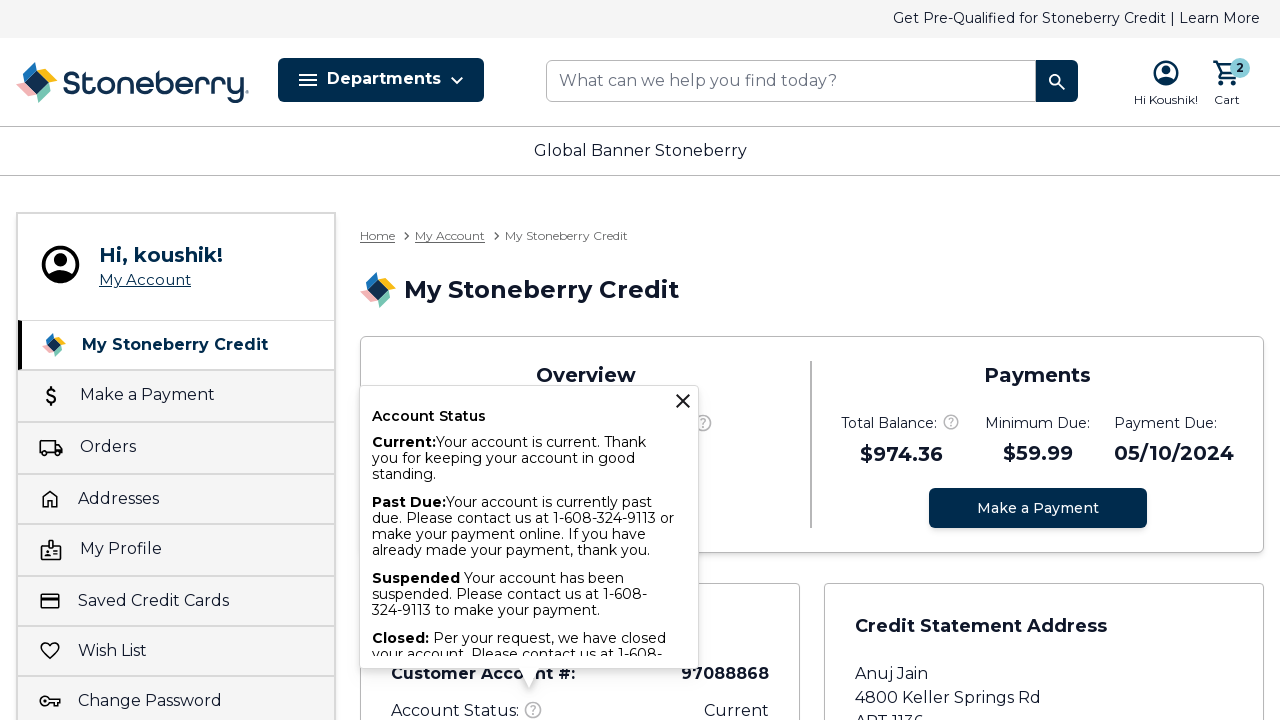 Get Pre-Qualified for Stoneberry Credit | Learn More
Stoneberry.
Departments
What can we help you find today?
Hi Koushik!
2
Cart
Global Banner Stoneberry
Hi, koushik!
My Account
My Stoneberry Credit
Make a Payment
Orders
Addresses
My Profile
Saved Credit Cards
Wish List
Change Password
Home > My Account > My Stoneberry Credit
My Stoneberry Credit
Overview
Account Status
Current:Your account is current. Thank
you for keeping your account in good
standing.
Past Due:Your account is currently past
due. Please contact us at 1-608-324-9113 or
make your payment online. If you have
already made your payment, thank you.
Suspended Your account has been
suspended. Please contact us at 1-608-
324-9113 to make your payment.
Closed: Per your request, we have closed
your account. Please contact us at 1-608-
Payments
Total Balance: ?
$974.36
Minimum Due:
$59.99
Payment Due:
05/10/2024
Make a Payment
Customer Account #: 97088868
Account Status: ? Current
Credit Statement Address
Anuj Jain
4800 Keller Springs Rd
APT 1136